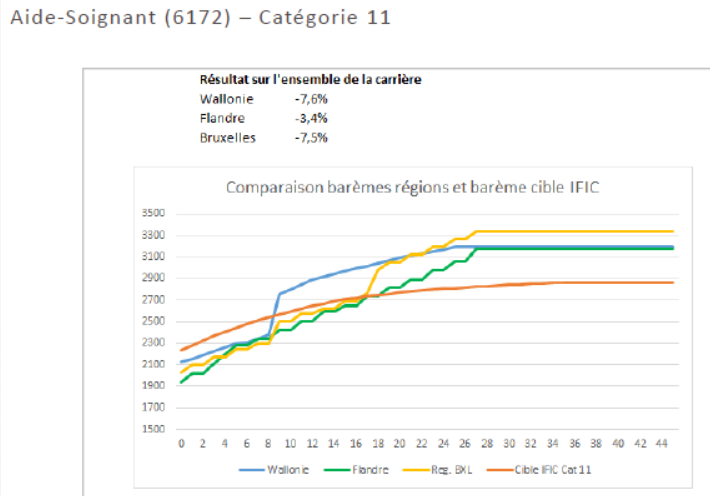 Aide-Soignant (6172) – Catégorie 11
Résultat sur l'ensemble de la carrière
Wallonie -7,6%
Flandre -3,4%
Bruxelles -7,5%
Comparaison barèmes régions et barème cible IFIC
3500
3300
3100
2900
2700
2500
2300
2100
1900
1700
1500
0 2 4 6 8 10 12 14 16 18 20 22 24 26 28 30 32 34 36 38 40 42 44
Wallonie Flandre Reg. BXL Cible IFIC Cat 11